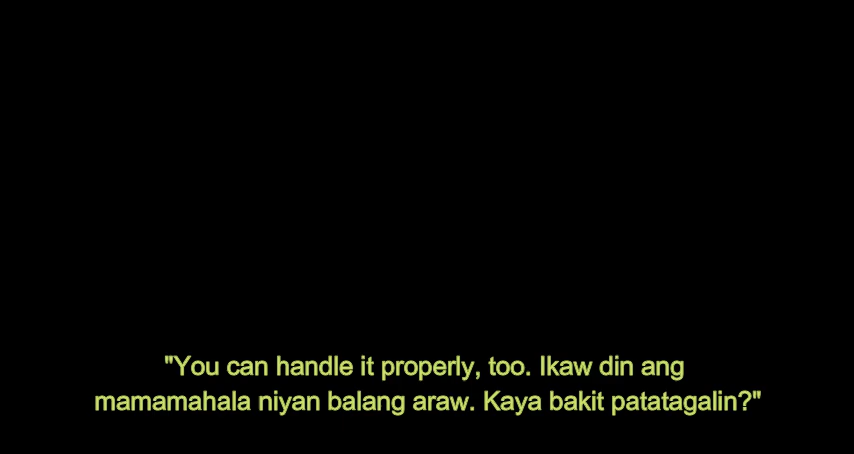 "You can handle it properly, too. Ikaw din ang
mamamahala niyan balang araw. Kaya bakit patatagalin?"